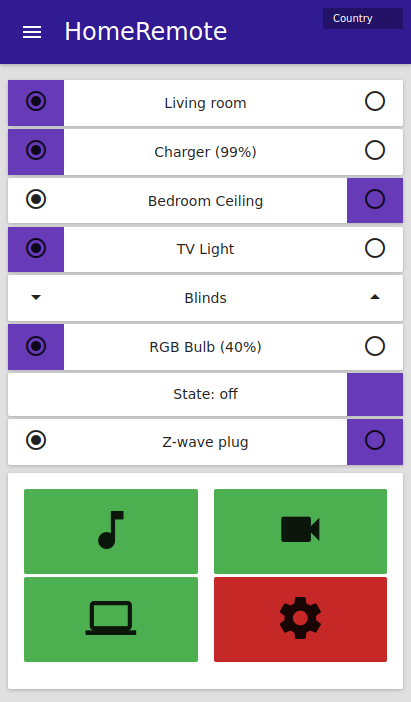 HomeRemote
Country
Living room
Charger (99%)
Bedroom Ceiling
TV Light
Blinds
RGB Bulb (40%)
State: off
Z-wave plug